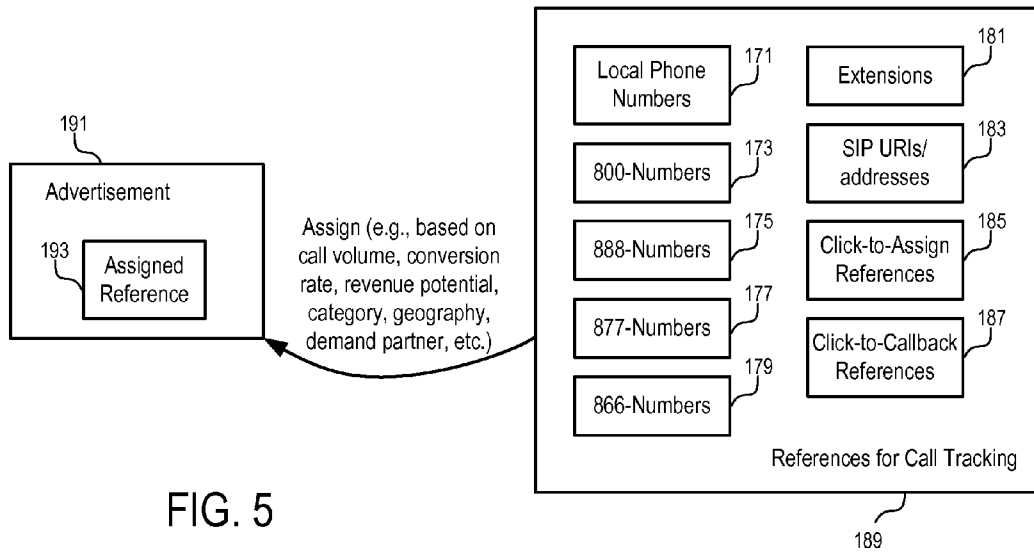 191
Advertisement
193
Assigned
Reference
Assign (e.g., based on
call volume, conversion
rate, revenue potential,
category, geography,
demand partner, etc.)
Local Phone
Numbers
171
800-Numbers
173
888-Numbers
175
877-Numbers
177
866-Numbers
179
Extensions
181
SIP URIs/
addresses
183
Click-to-Assign
References
185
Click-to-Callback
References
187
References for Call Tracking
189
FIG. 5